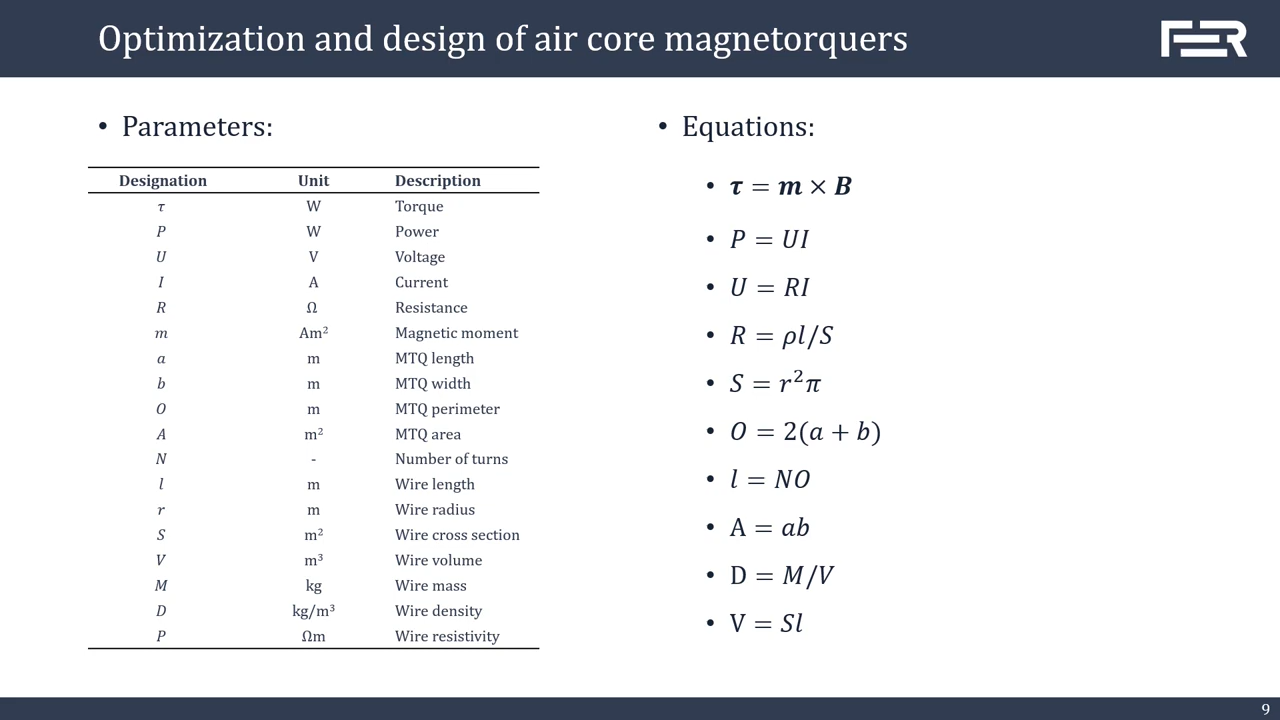 Optimization and design of air core magnetorquers
FER
• Parameters:
Designation Unit Description
τ W Torque
P W Power
U V Voltage
I A Current
R Ω Resistance
m Am² Magnetic moment
a m MTQ length
b m MTQ width
O m MTQ perimeter
A m² MTQ area
N - Number of turns
l m Wire length
r m Wire radius
S m² Wire cross section
V m³ Wire volume
M kg Wire mass
D kg/m³ Wire density
P Ωm Wire resistivity
• Equations:
• τ = m × B
• P = UI
• U = RI
• R = ρl/S
• S = r²π
• O = 2(a + b)
• l = NO
• A = ab
• D = M/V
• V = Sl
9